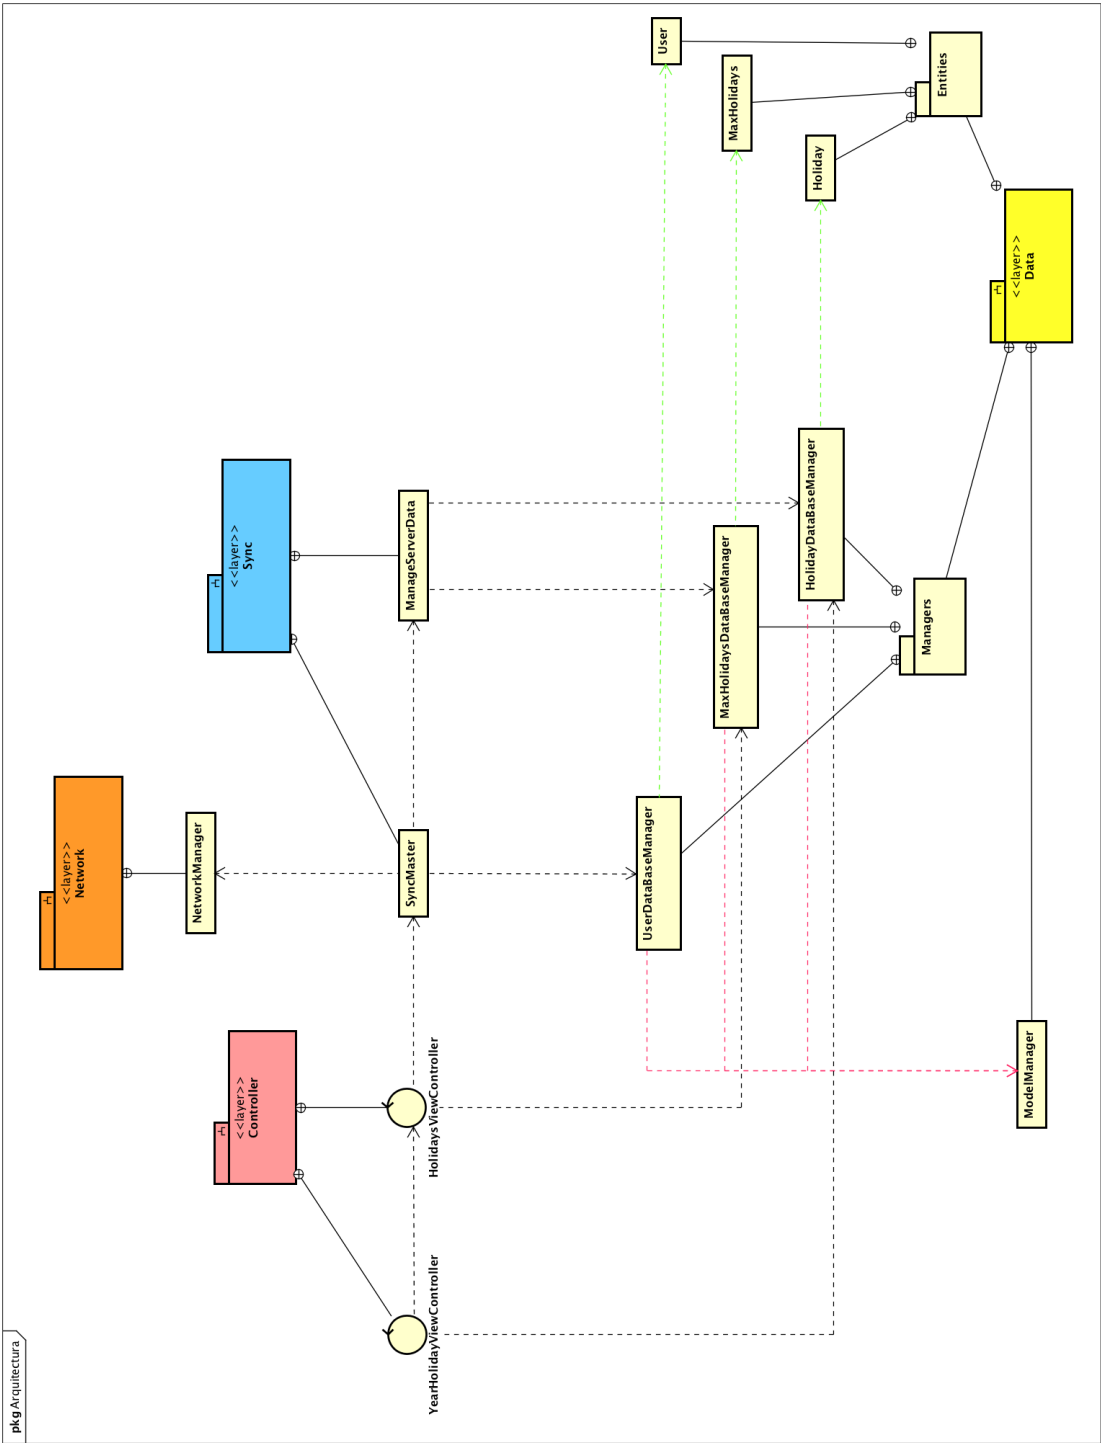 pkg Arquitectura
<<layer>>
Network
NetworkManager
<<layer>>
Controller
<<layer>>
Sync
YearHolidayViewController
HolidaysViewController
SyncMaster
ManageServerData
UserDataBaseManager
User
MaxHolidaysDataBaseManager
MaxHolidays
HolidayDataBaseManager
Holiday
Managers
Entities
ModelManager
<<layer>>
Data